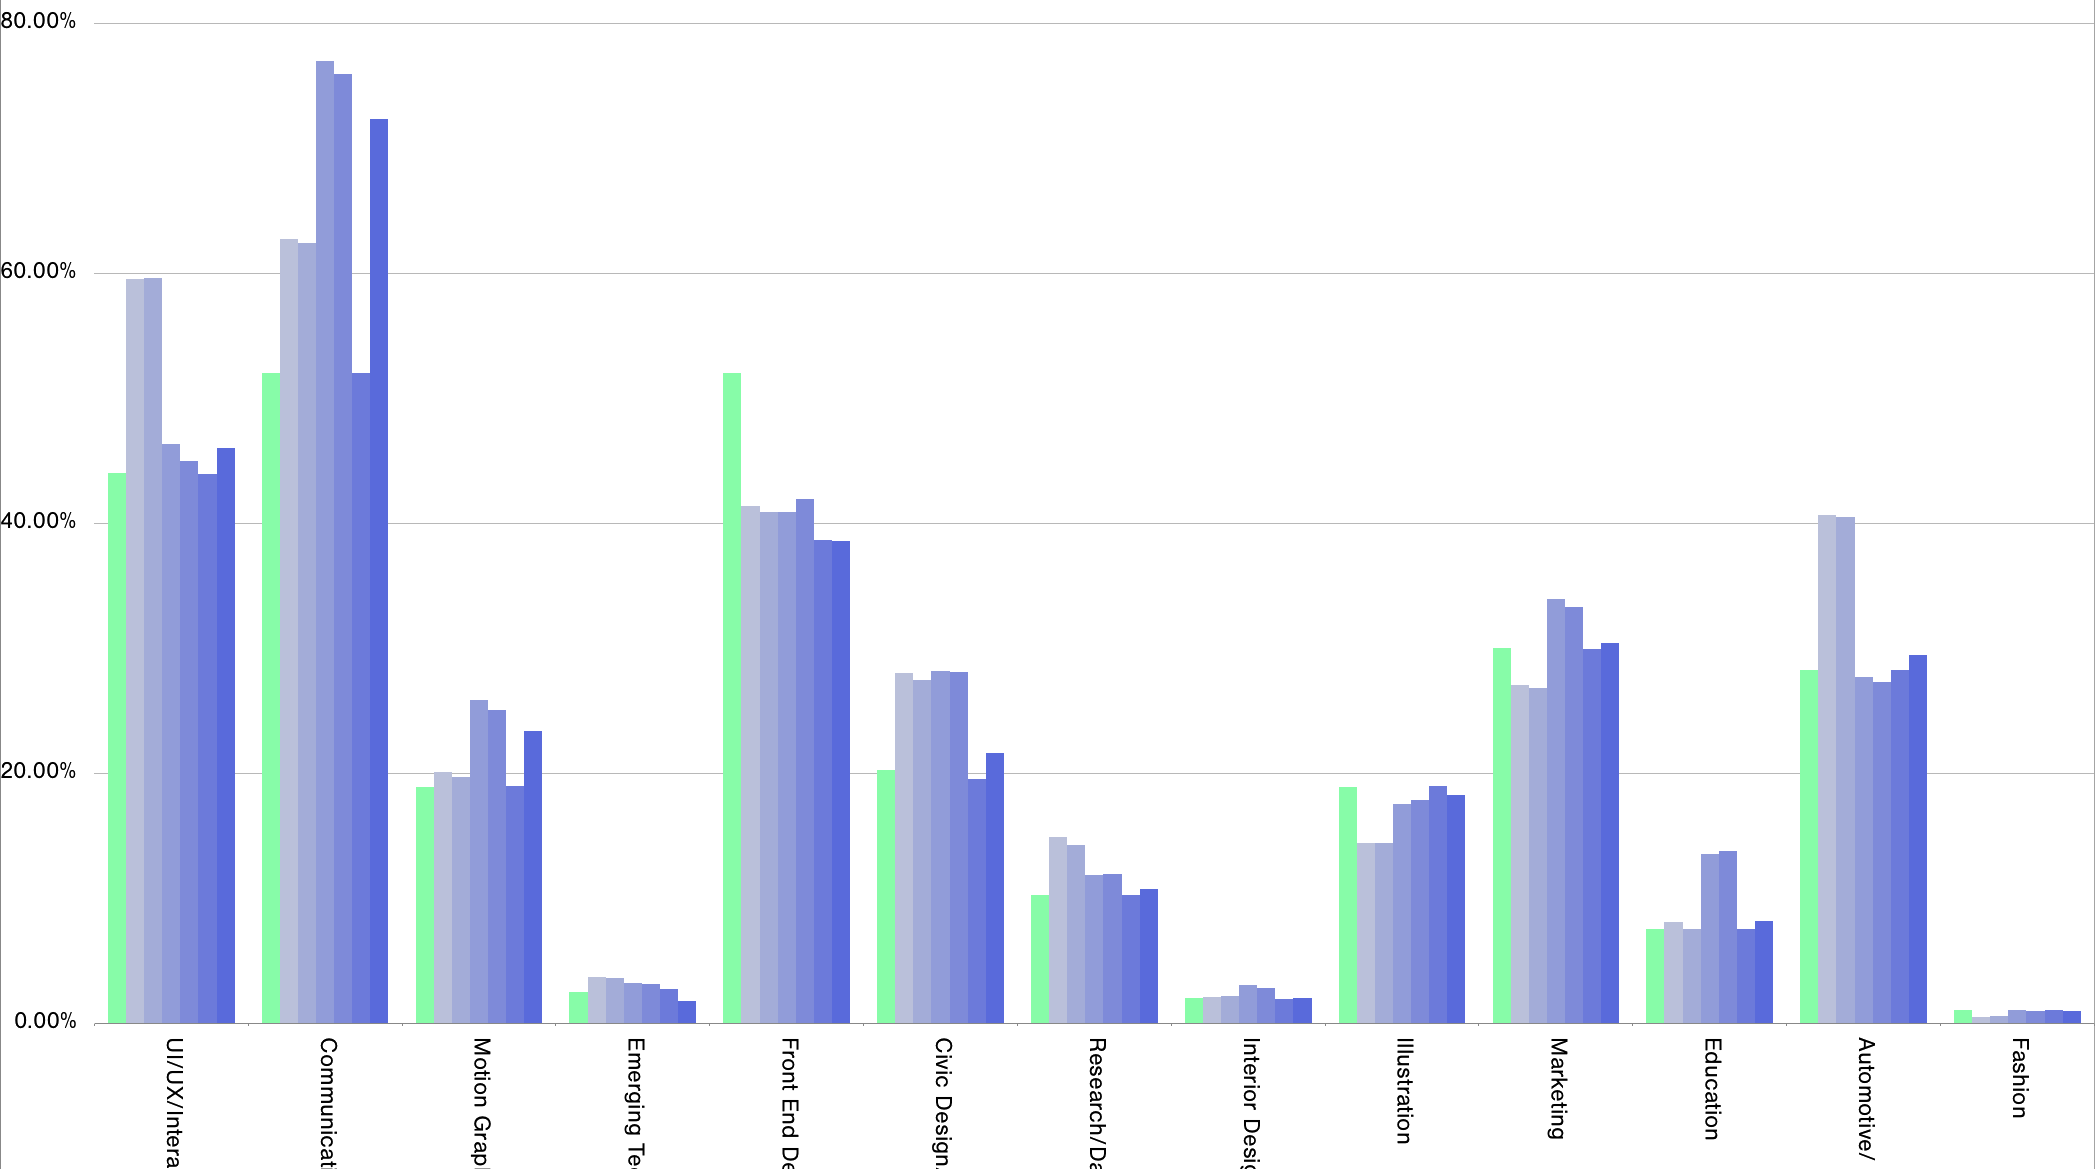 80.00%
60.00%
40.00%
20.00%
0.00%
UI/UX/Intera
Communicati
Motion Grap
Emerging Te
Front End De
Civic Design
Research/Da
Interior Desig
Illustration
Marketing
Education
Automotive/
Fashion